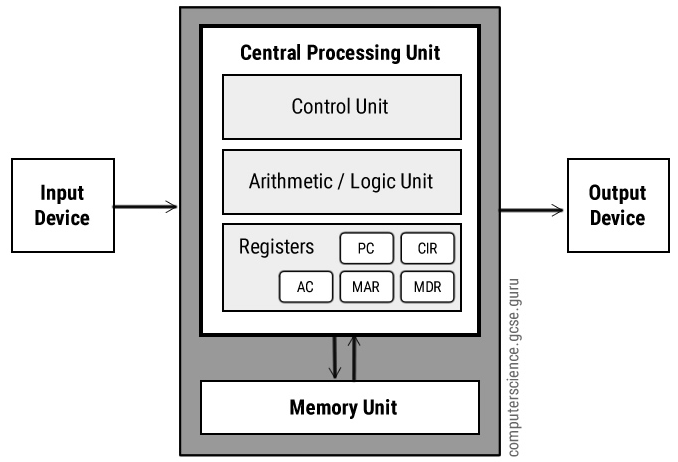 Central Processing Unit
Control Unit
Arithmetic / Logic Unit
Registers
PC
CIR
AC
MAR
MDR
Input
Device
Output
Device
Memory Unit
computerscience.gcse.guru